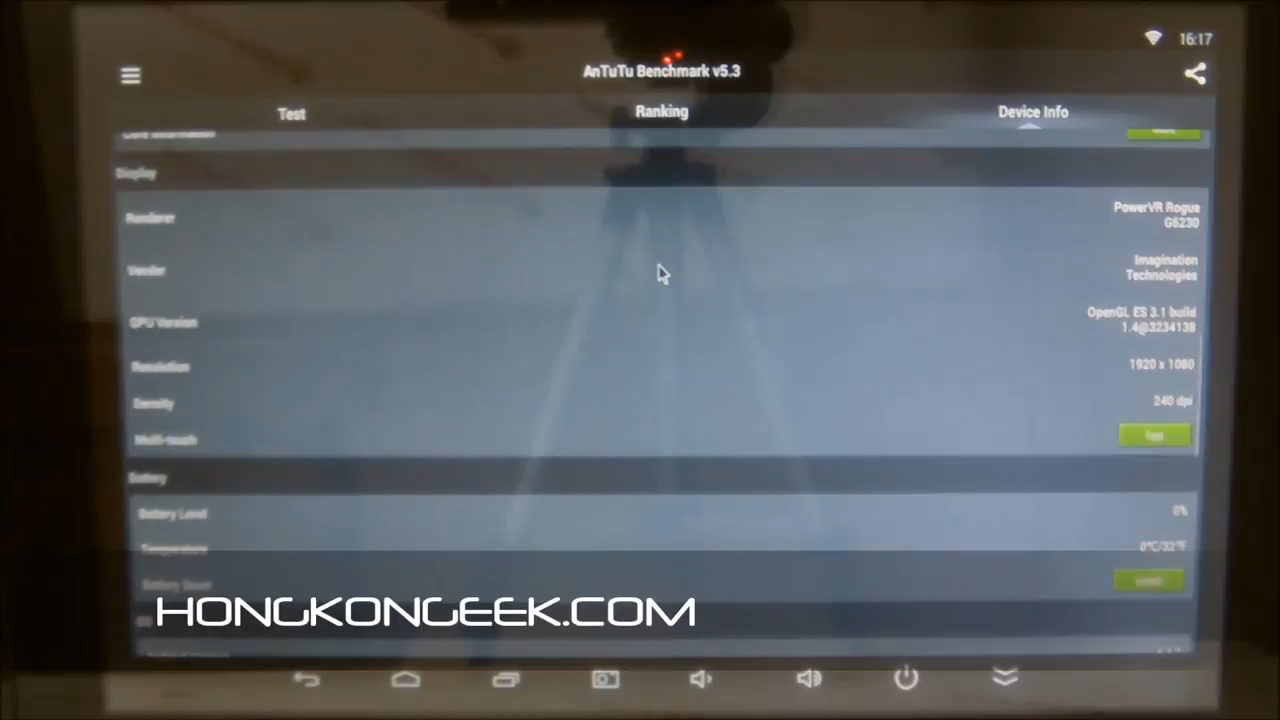 16:17
AnTuTu Benchmark v5.3
Test
Ranking
Device Info
Display
Renderer
PowerVR Rogue
G6230
Vendor
Imagination
Technologies
GPU Version
OpenGL ES 3.1 build
1.4@3234138
Resolution
1920 x 1080
Density
240 dpi
Multi-touch
Test
Battery
Battery Level
0%
Temperature
0°C/32°F
Battery Saver
HONGKONGEEK.COM